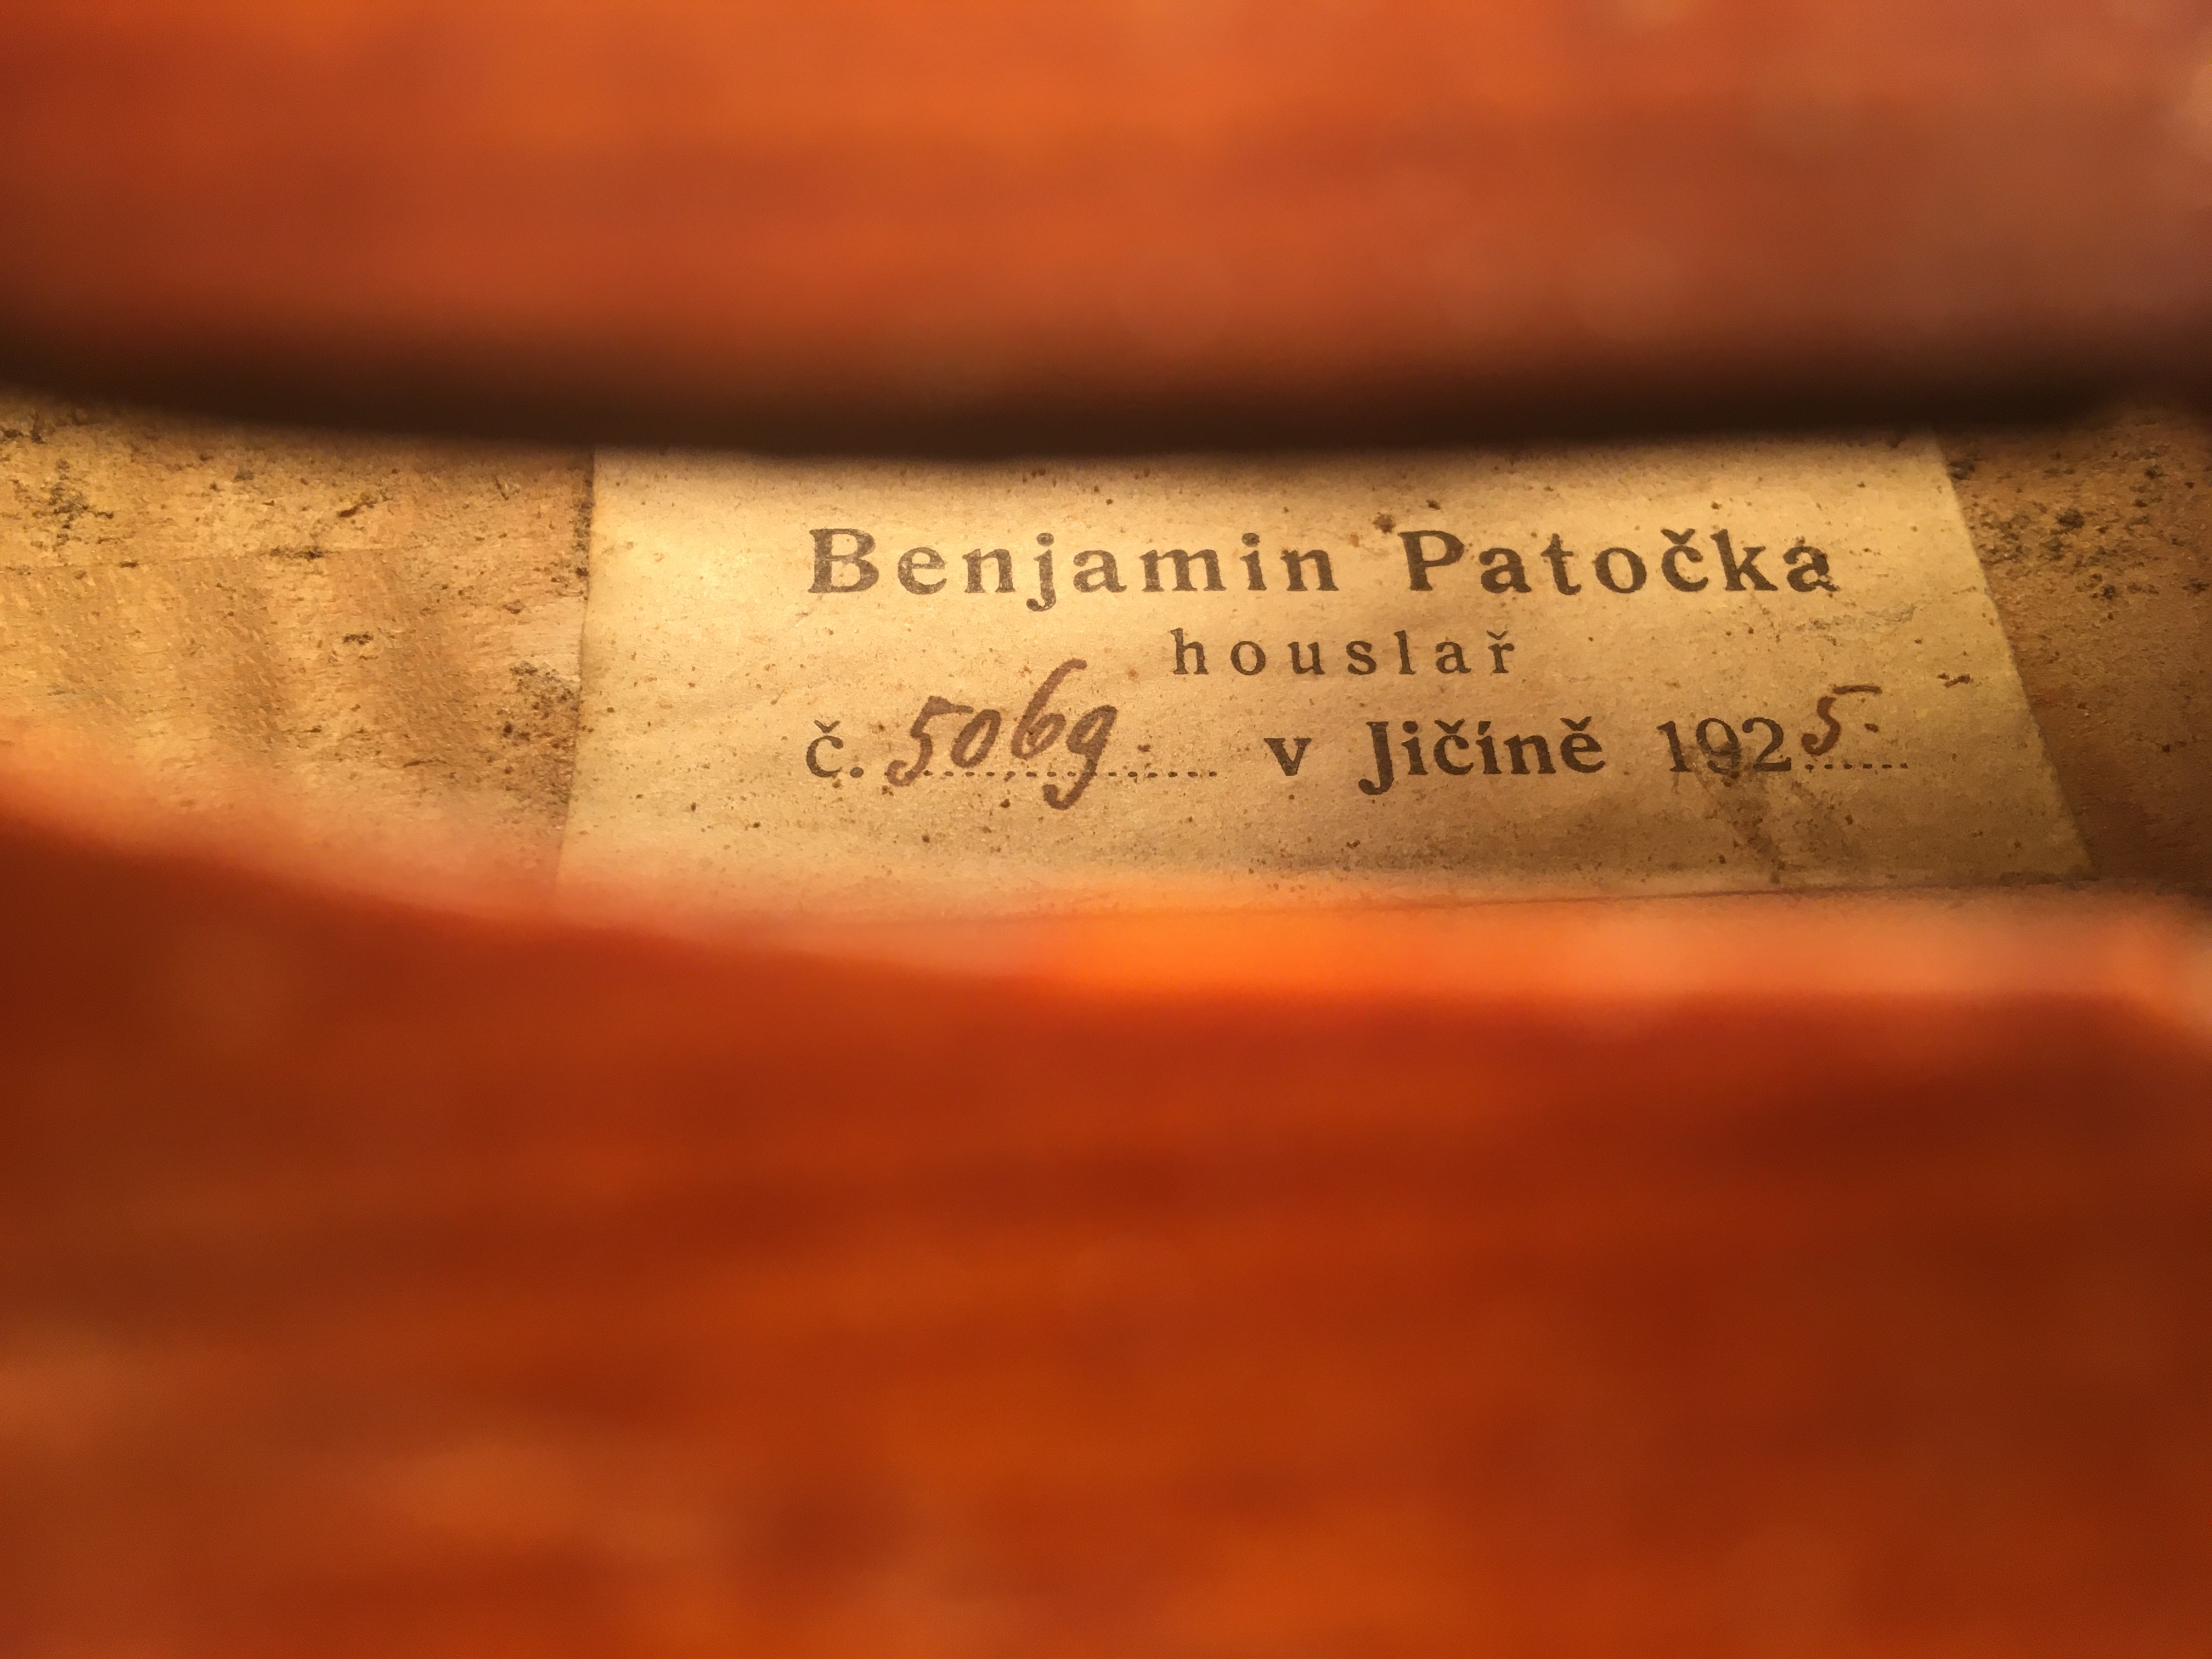 Benjamin Patočka
houslař
č. 5069 v Jičíně 1925.